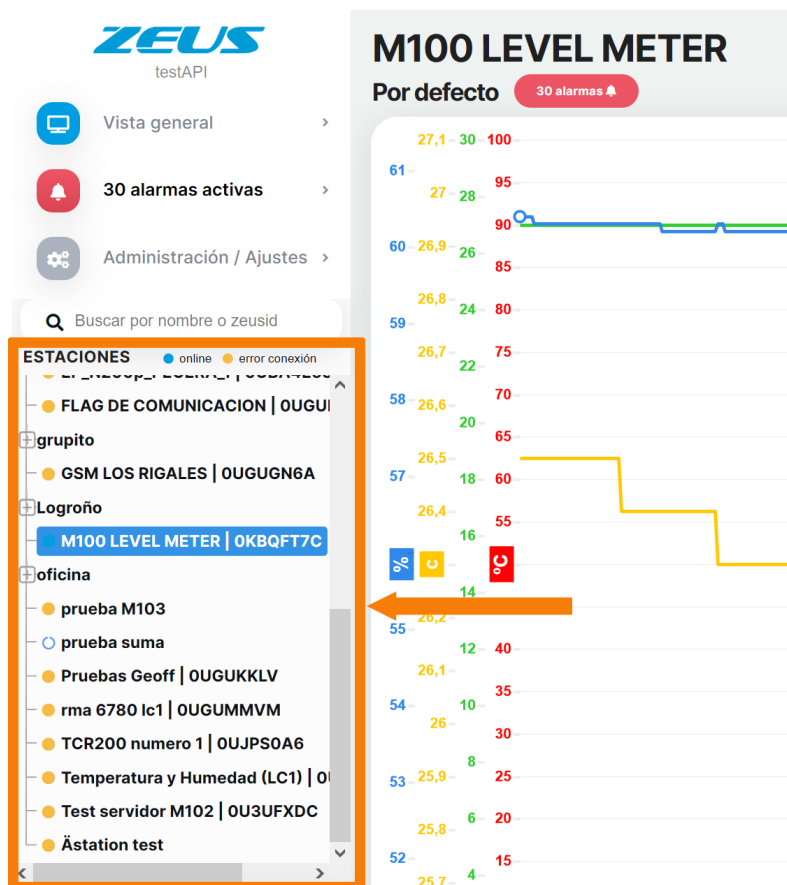 ZEUS
testAPI
Vista general
30 alarmas activas
Administración / Ajustes
Buscar por nombre o zeusid
ESTACIONES online error conexión
FLAG DE COMUNICACION | 0UGU
grupito
GSM LOS RIGALES | 0UGUGN6A
Logroño
M100 LEVEL METER | 0KBQFT7C
oficina
prueba M103
prueba suma
Pruebas Geoff | 0UGUKKLV
rma 6780 lc1 | 0UGUMMVM
TCR200 numero 1 | 0UJPS0A6
Temperatura y Humedad (LC1) | 0
Test servidor M102 | 0U3UFXDC
Ästation test
M100 LEVEL METER
Por defecto 30 alarmas
27,1 30 100
61
95
27 28
90
60 26,9 26
85
26,8 24 80
59
26,7 75
22
70
58 26,6
20
65
26,5
57 18 60
26,4 55
16
% c ºC
14
26,2
55
12 40
26,1
35
54 10
26
30
8
53 25,9 25
6 20
25,8
52 15
4
25,7